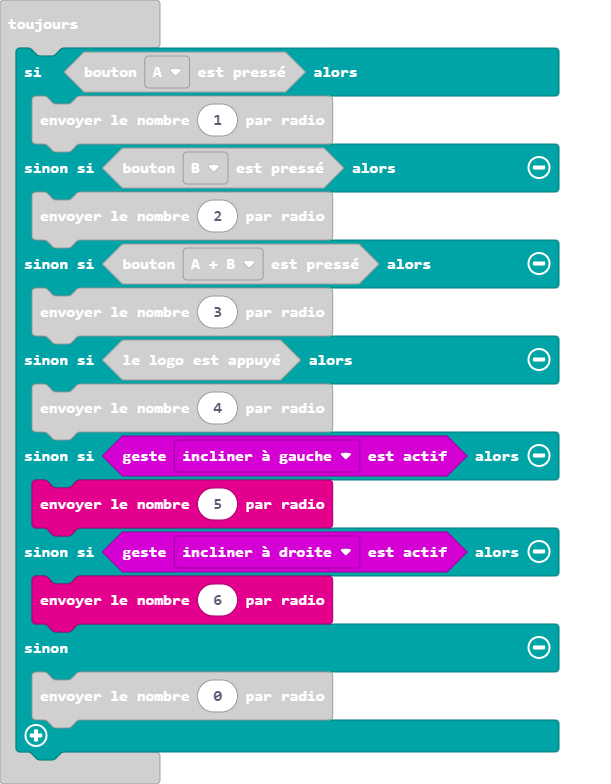 toujours
si bouton A est pressé alors
envoyer le nombre 1 par radio
sinon si bouton B est pressé alors
envoyer le nombre 2 par radio
sinon si bouton A + B est pressé alors
envoyer le nombre 3 par radio
sinon si le logo est appuyé alors
envoyer le nombre 4 par radio
sinon si geste incliner à gauche est actif alors
envoyer le nombre 5 par radio
sinon si geste incliner à droite est actif alors
envoyer le nombre 6 par radio
sinon
envoyer le nombre 0 par radio